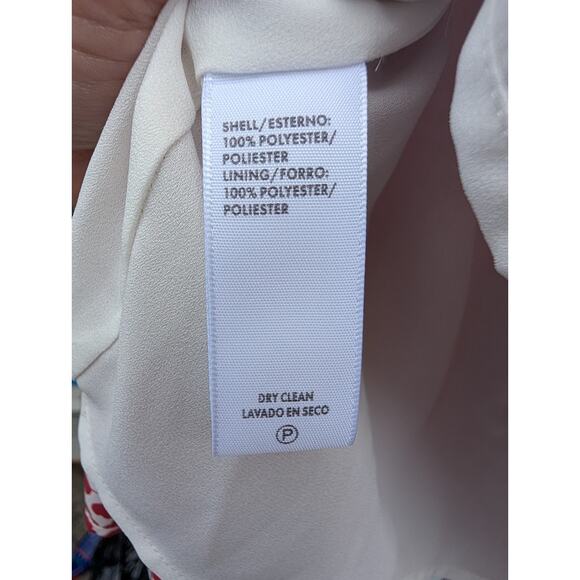 SHELL/ESTERNO:
100% POLYESTER/
POLIESTER
LINING/FORRO:
100% POLYESTER/
POLIESTER
DRY CLEAN
LAVADO EN SECO
P